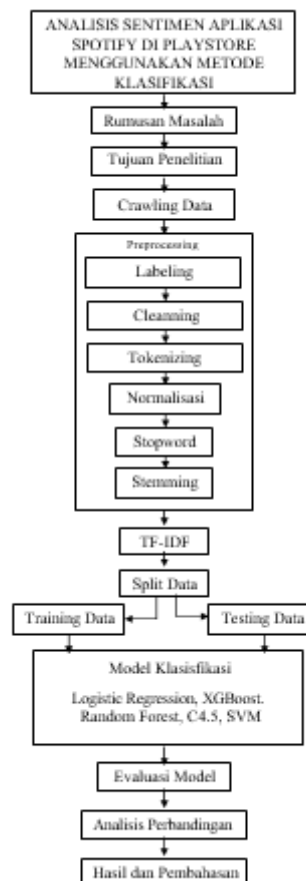 ANALISIS SENTIMEN APLIKASI
SPOTIFY DI PLAYSTORE
MENGGUNAKAN METODE
KLASIFIKASI
Rumusan Masalah
Tujuan Penelitian
Crawling Data
Preprocessing
Labeling
Cleanning
Tokenizing
Normalisasi
Stopword
Stemming
TF-IDF
Split Data
Training Data
Testing Data
Model Klasisfikasi
Logistic Regression, XGBoost.
Random Forest, C4.5, SVM
Evaluasi Model
Analisis Perbandingan
Hasil dan Pembahasan